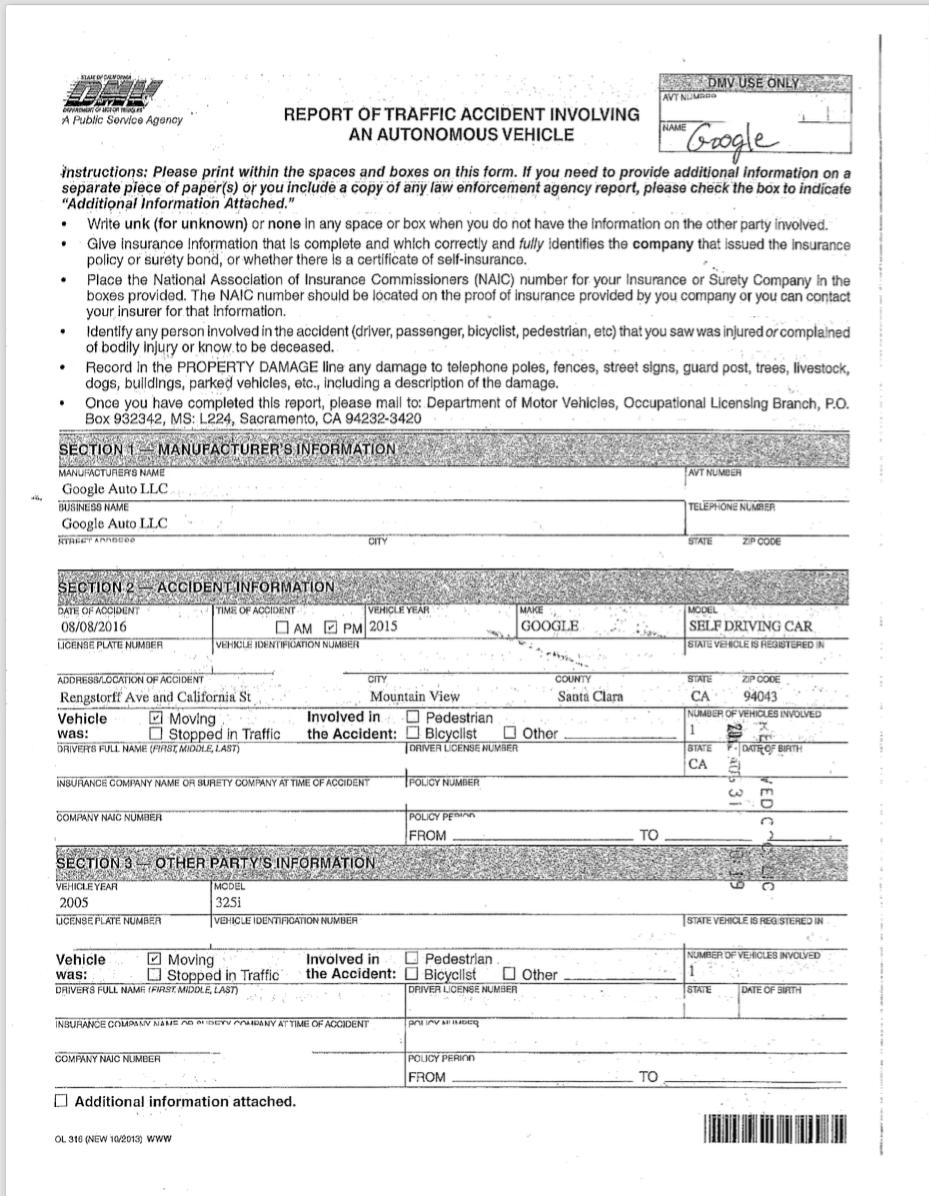 STATE OF CALIFORNIA
DMV
DEPARTMENT OF MOTOR VEHICLES
A Public Service Agency
REPORT OF TRAFFIC ACCIDENT INVOLVING
AN AUTONOMOUS VEHICLE
DMV USE ONLY
AVT NUMBER
NAME
Google
Instructions: Please print within the spaces and boxes on this form. If you need to provide additional information on a
separate piece of paper(s) or you include a copy of any law enforcement agency report, please check the box to indicate
“Additional Information Attached.”
• Write unk (for unknown) or none in any space or box when you do not have the information on the other party involved.
• Give insurance information that is complete and which correctly and fully identifies the company that issued the insurance
policy or surety bond, or whether there is a certificate of self-insurance.
• Place the National Association of Insurance Commissioners (NAIC) number for your Insurance or Surety Company in the
boxes provided. The NAIC number should be located on the proof of insurance provided by you company or you can contact
your insurer for that information.
• Identify any person involved in the accident (driver, passenger, bicyclist, pedestrian, etc) that you saw was injured or complained
of bodily injury or know to be deceased.
• Record in the PROPERTY DAMAGE line any damage to telephone poles, fences, street signs, guard post, trees, livestock,
dogs, buildings, parked vehicles, etc., including a description of the damage.
• Once you have completed this report, please mail to: Department of Motor Vehicles, Occupational Licensing Branch, P.O.
Box 932342, MS: L224, Sacramento, CA 94232-3420
SECTION 1 — MANUFACTURER'S INFORMATION
MANUFACTURER'S NAME AVT NUMBER
Google Auto LLC
BUSINESS NAME TELEPHONE NUMBER
Google Auto LLC
STREET ADDRESS CITY STATE ZIP CODE
SECTION 2 — ACCIDENT INFORMATION
DATE OF ACCIDENT TIME OF ACCIDENT VEHICLE YEAR MAKE MODEL
08/08/2016 AM PM 2015 GOOGLE SELF DRIVING CAR
LICENSE PLATE NUMBER VEHICLE IDENTIFICATION NUMBER STATE VEHICLE IS REGISTERED IN
ADDRESS/LOCATION OF ACCIDENT CITY COUNTY STATE ZIP CODE
Rengstorff Ave and California St Mountain View Santa Clara CA 94043
Vehicle Moving Involved in Pedestrian NUMBER OF VEHICLES INVOLVED
was: Stopped in Traffic the Accident: Bicyclist Other 1
DRIVER'S FULL NAME (FIRST, MIDDLE, LAST) DRIVER LICENSE NUMBER STATE DATE OF BIRTH
CA
INSURANCE COMPANY NAME OR SURETY COMPANY AT TIME OF ACCIDENT POLICY NUMBER
COMPANY NAIC NUMBER POLICY PERIOD
FROM TO
SECTION 3 — OTHER PARTY'S INFORMATION
VEHICLE YEAR MODEL
2005 325i
LICENSE PLATE NUMBER VEHICLE IDENTIFICATION NUMBER STATE VEHICLE IS REGISTERED IN
Vehicle Moving Involved in Pedestrian NUMBER OF VEHICLES INVOLVED
was: Stopped in Traffic the Accident: Bicyclist Other 1
DRIVER'S FULL NAME (FIRST, MIDDLE, LAST) DRIVER LICENSE NUMBER STATE DATE OF BIRTH
INSURANCE COMPANY NAME OR SURETY COMPANY AT TIME OF ACCIDENT POLICY NUMBER
COMPANY NAIC NUMBER POLICY PERIOD
FROM TO
Additional information attached.
OL 316 (NEW 10/2013) WWW